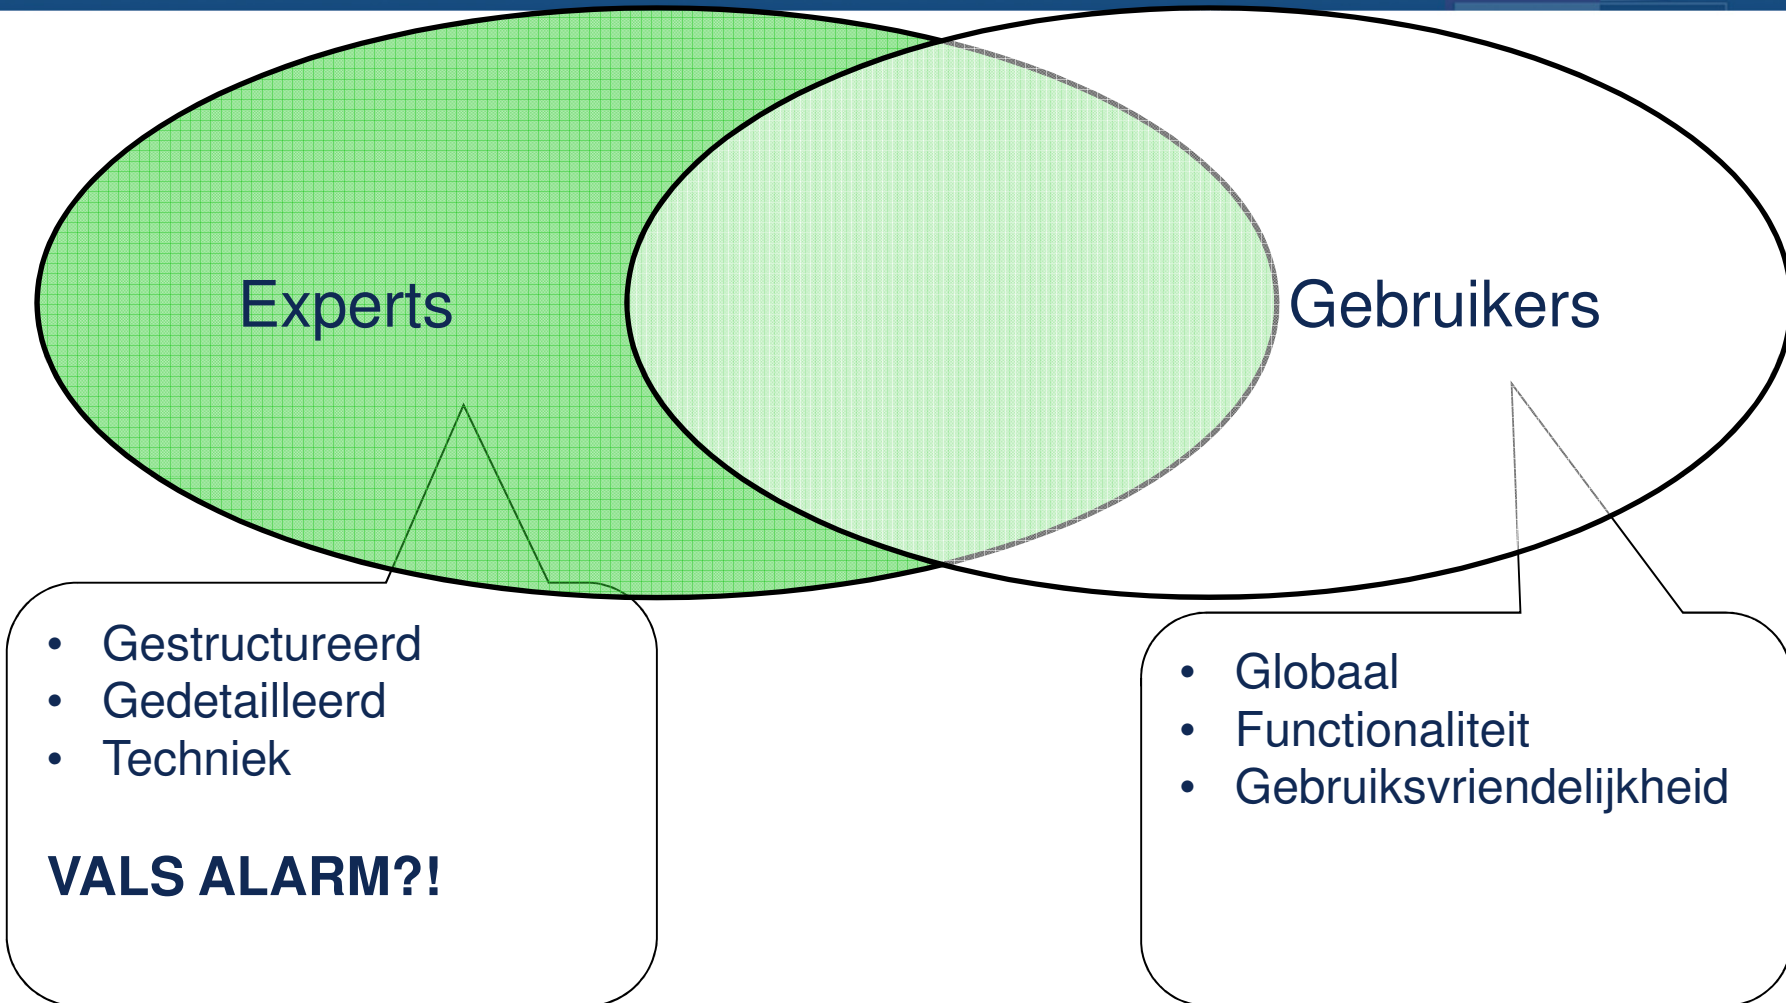 Experts
Gebruikers
• Gestructureerd
• Gedetailleerd
• Techniek
VALS ALARM?!
• Globaal
• Functionaliteit
• Gebruiksvriendelijkheid